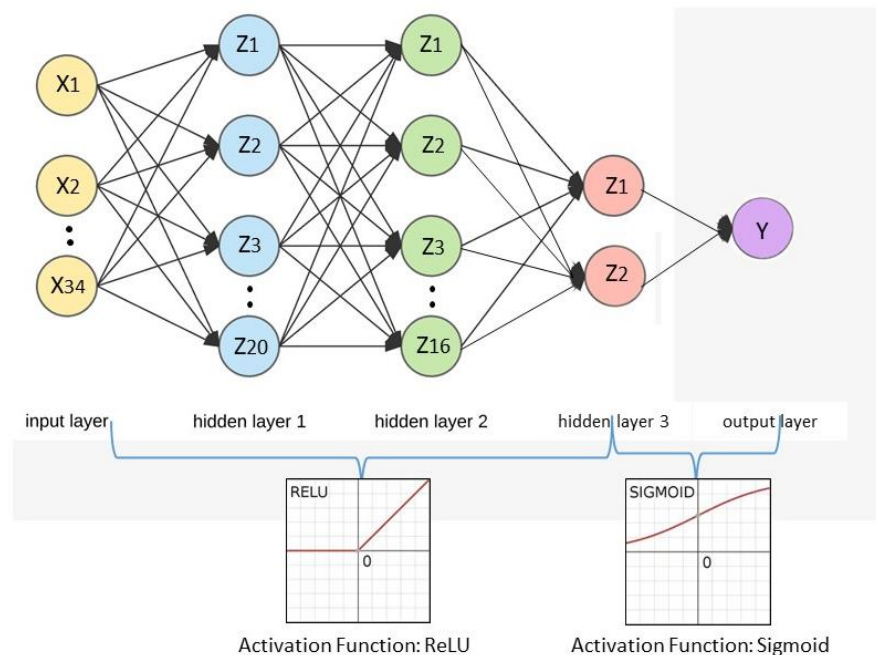 X1
X2
X34
Z1
Z2
Z3
Z20
Z1
Z2
Z3
Z16
Z1
Z2
Y
input layer
hidden layer 1
hidden layer 2
hidden layer 3
output layer
RELU
0
SIGMOID
0
Activation Function: ReLU
Activation Function: Sigmoid